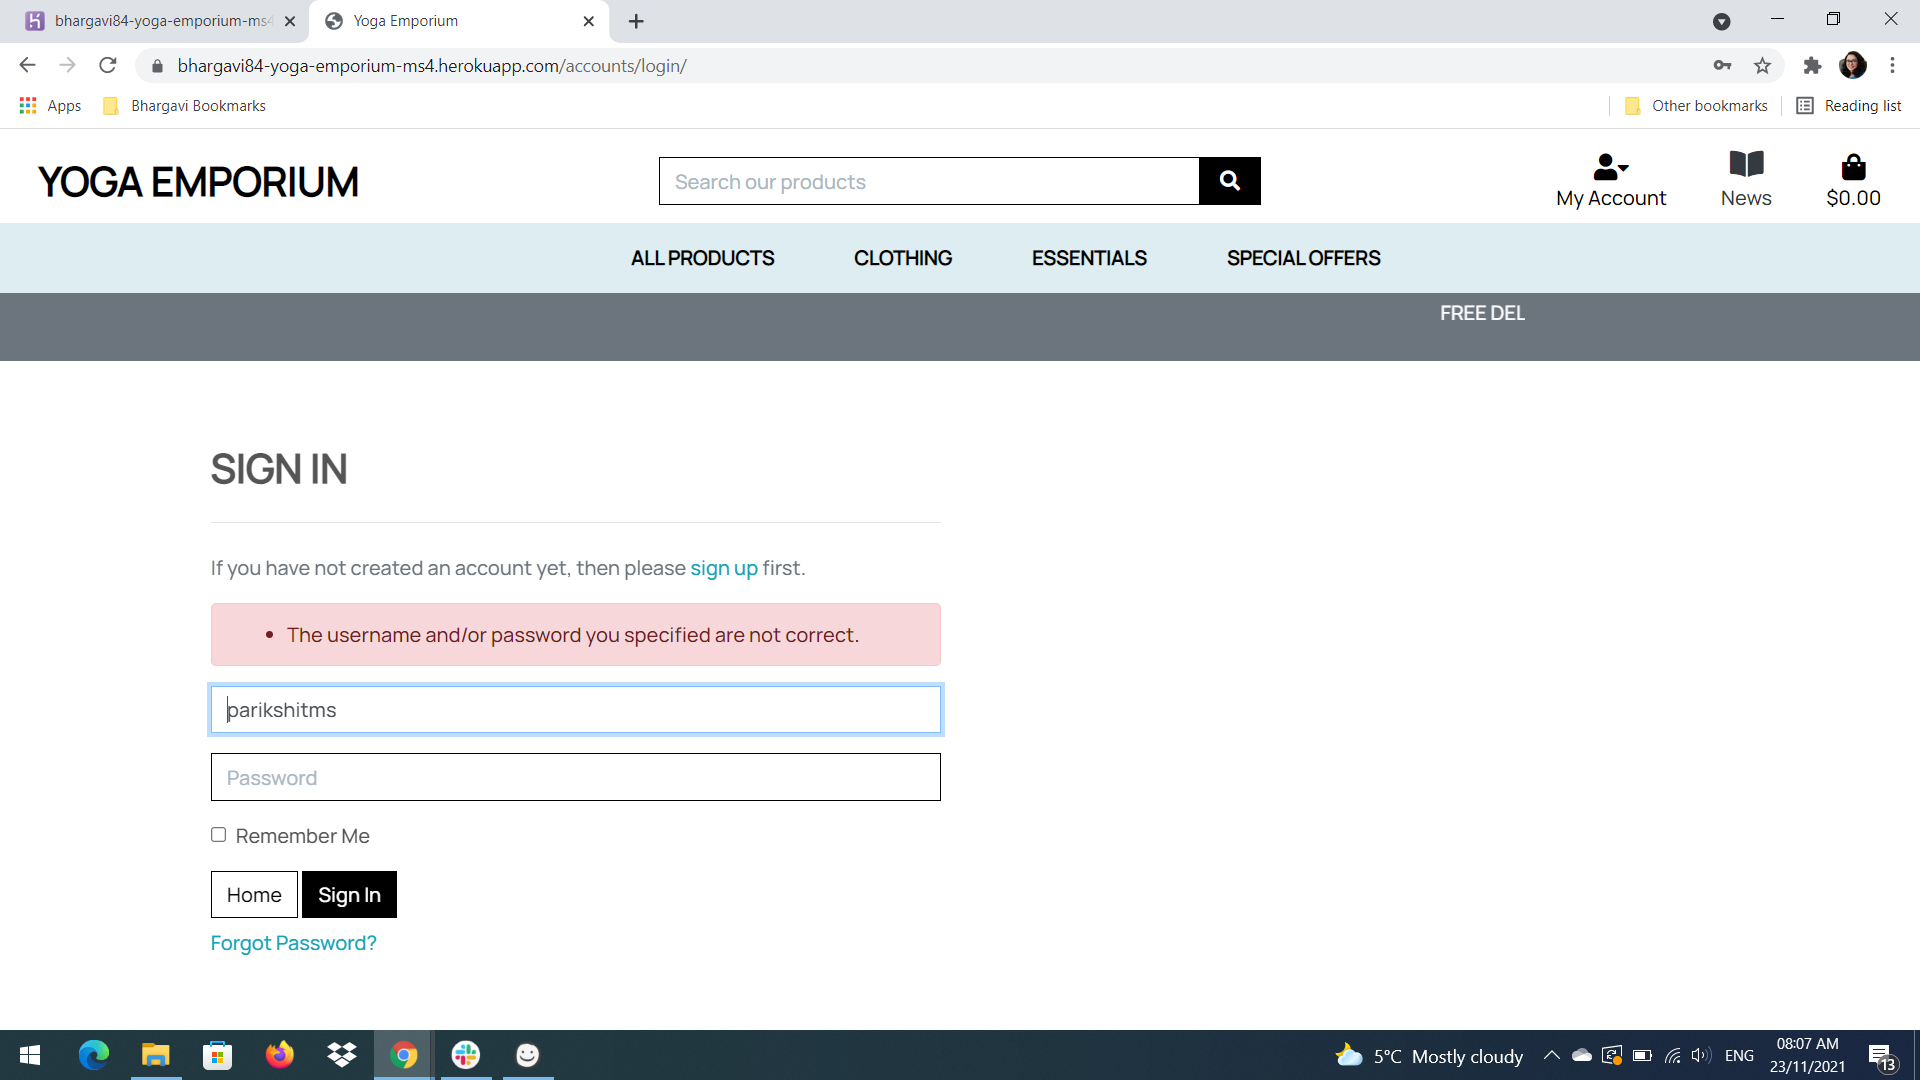 bhargavi84-yoga-emporium-ms4
Yoga Emporium
bhargavi84-yoga-emporium-ms4.herokuapp.com/accounts/login/
Apps
Bhargavi Bookmarks
Other bookmarks
Reading list
YOGA EMPORIUM
Search our products
My Account
News
$0.00
ALL PRODUCTS
CLOTHING
ESSENTIALS
SPECIAL OFFERS
FREE DEL
SIGN IN
If you have not created an account yet, then please sign up first.
• The username and/or password you specified are not correct.
parikshitms
Password
Remember Me
Home
Sign In
Forgot Password?
5°C Mostly cloudy
ENG
08:07 AM
23/11/2021
13